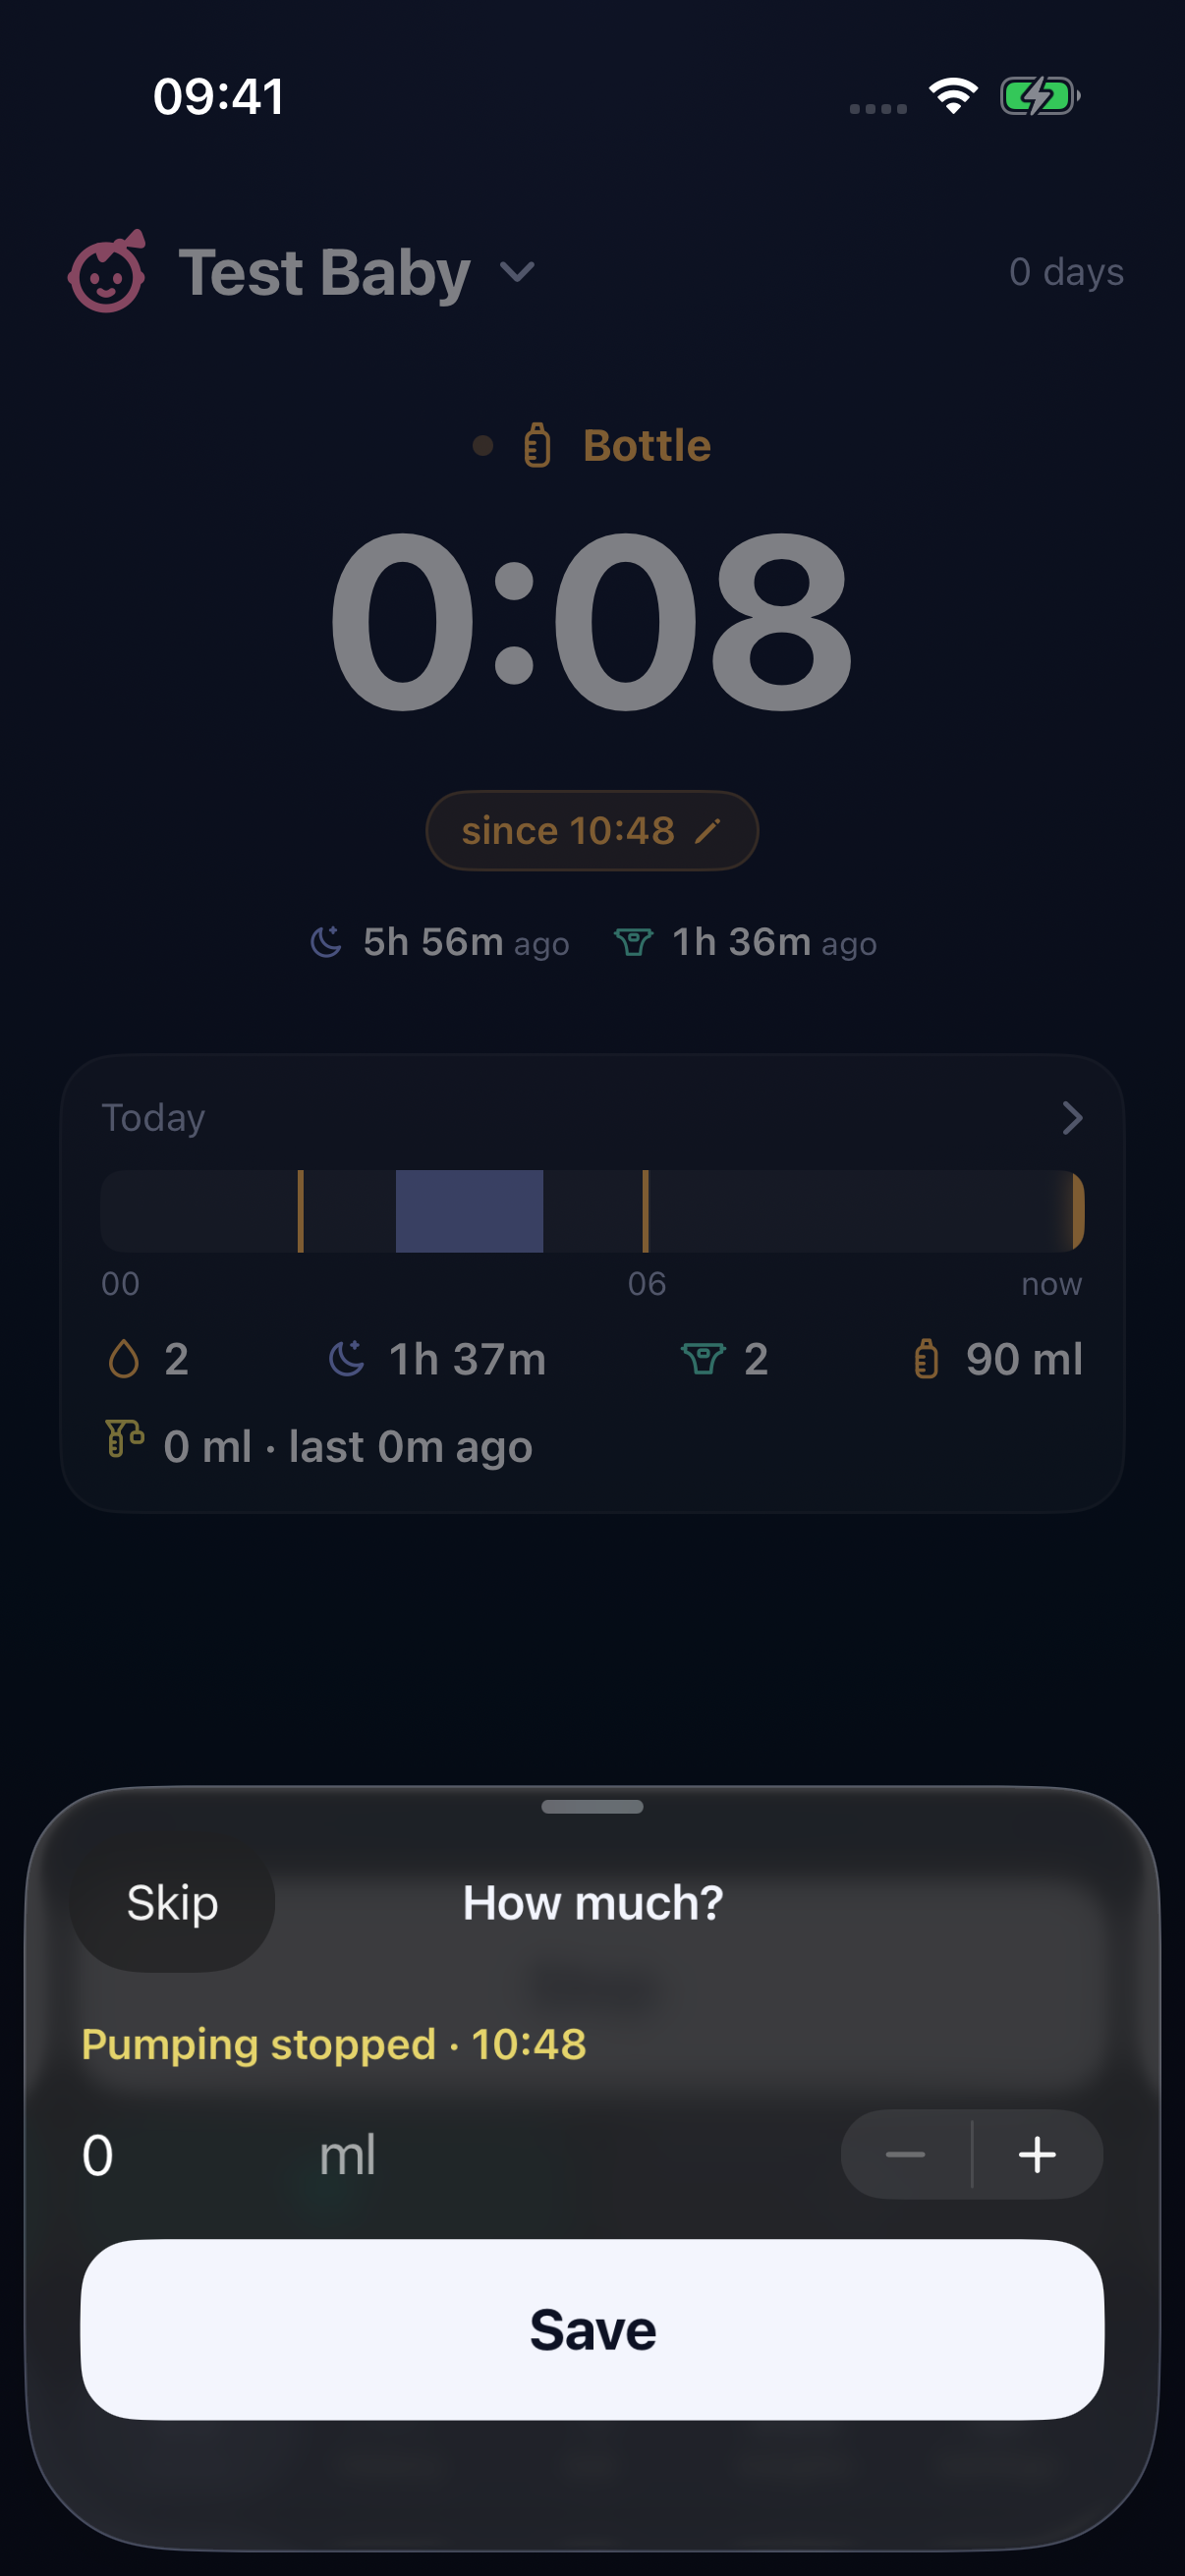 09:41
Test Baby
0 days
Bottle
0:08
since 10:48
5h 56m ago 1h 36m ago
Today
00 06 now
2 1h 37m 2 90 ml
0 ml · last 0m ago
Skip How much?
Pumping stopped · 10:48
0 ml
Save